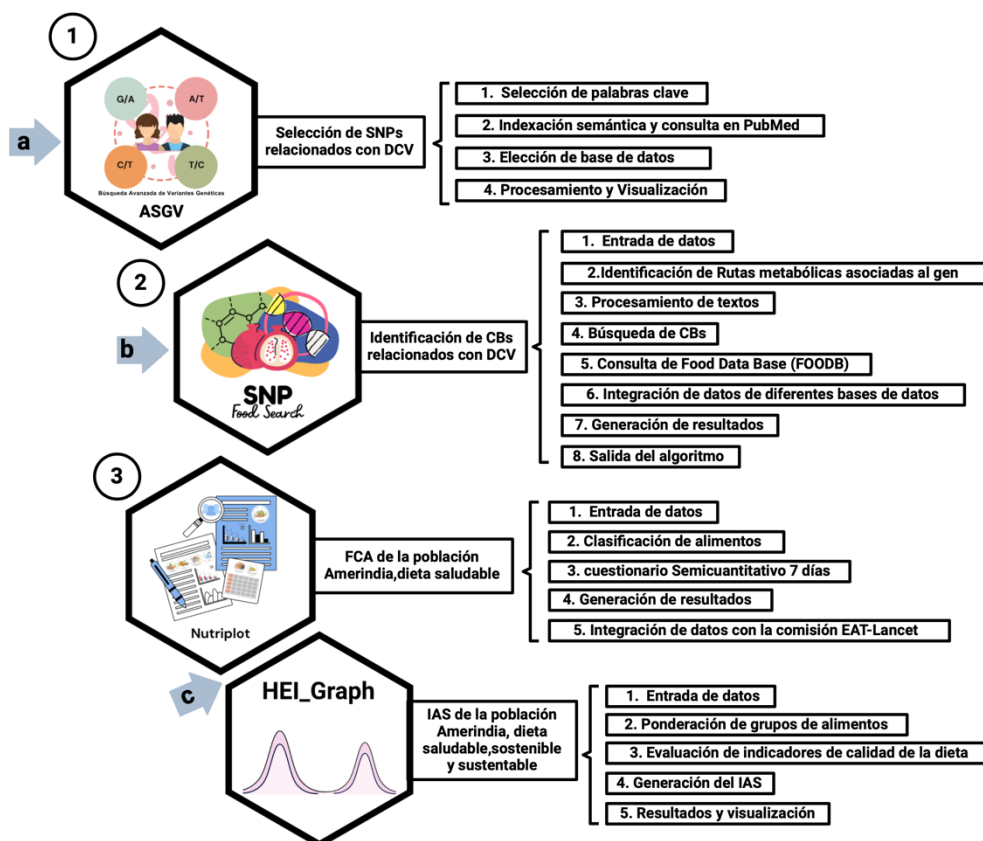 1
a
G/A
A/T
C/T
T/C
Búsqueda Avanzada de Variantes Genéticas
ASGV
Selección de SNPs
relacionados con DCV
1. Selección de palabras clave
2. Indexación semántica y consulta en PubMed
3. Elección de base de datos
4. Procesamiento y Visualización
2
b
SNP
Food Search
Identificación de CBs
relacionados con DCV
1. Entrada de datos
2.Identificación de Rutas metabólicas asociadas al gen
3. Procesamiento de textos
4. Búsqueda de CBs
5. Consulta de Food Data Base (FOODB)
6. Integración de datos de diferentes bases de datos
7. Generación de resultados
8. Salida del algoritmo
3
Nutriplot
FCA de la población
Amerindia,dieta saludable
1. Entrada de datos
2. Clasificación de alimentos
3. cuestionario Semicuantitativo 7 días
4. Generación de resultados
5. Integración de datos con la comisión EAT-Lancet
c
HEI_Graph
IAS de la población
Amerindia, dieta
saludable,sostenible
y sustentable
1. Entrada de datos
2. Ponderación de grupos de alimentos
3. Evaluación de indicadores de calidad de la dieta
4. Generación del IAS
5. Resultados y visualización